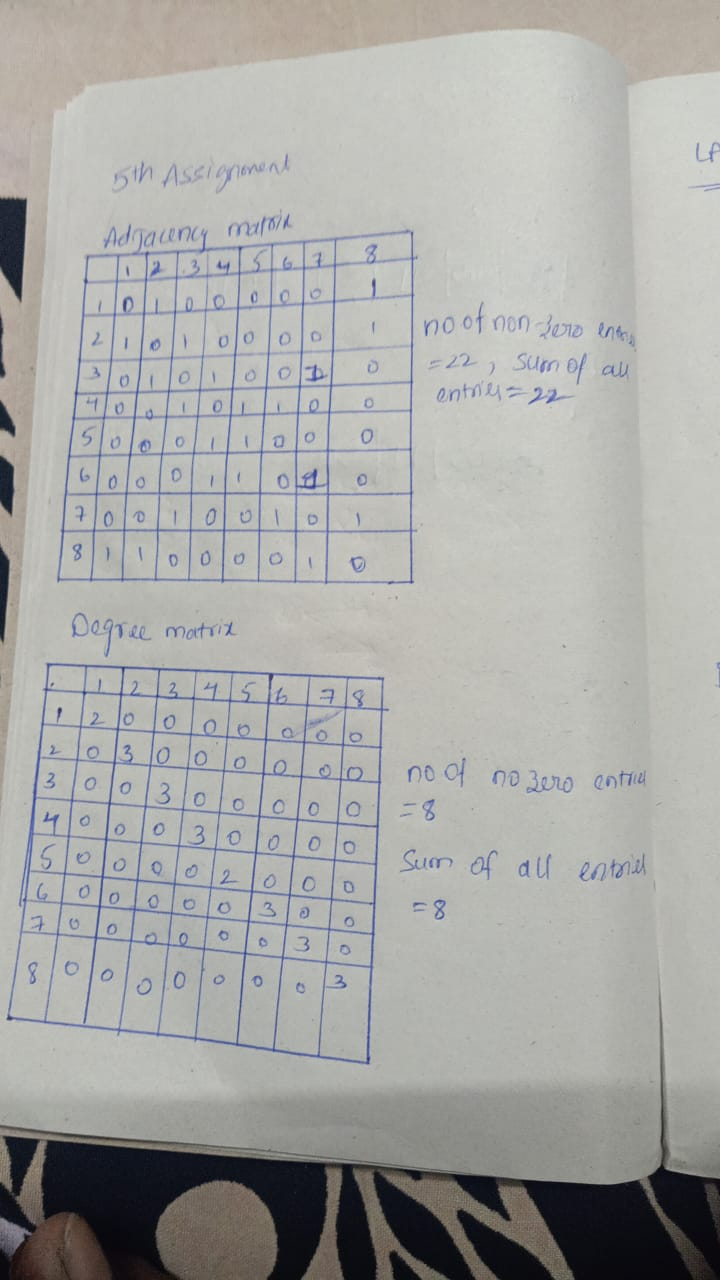 5th Assignment
Adjacency matrix
1 2 3 4 5 6 7 8
1 0 1 0 0 0 0 0 1
2 1 0 1 0 0 0 0 1
3 0 1 0 1 0 0 1 0
4 0 0 1 0 1 1 0 0
5 0 0 0 1 1 0 0 0
6 0 0 0 1 1 0 1 0
7 0 0 1 0 0 1 0 1
8 1 1 0 0 0 0 1 0
no of non-zero entries
=22, Sum of all
entries=22
Degree matrix
. 1 2 3 4 5 6 7 8
1 2 0 0 0 0 0 0 0
2 0 3 0 0 0 0 0 0
3 0 0 3 0 0 0 0 0
4 0 0 0 3 0 0 0 0
5 0 0 0 0 2 0 0 0
6 0 0 0 0 0 3 0 0
7 0 0 0 0 0 0 3 0
8 0 0 0 0 0 0 0 3
no of no zero entries
=8
Sum of all entries
=8